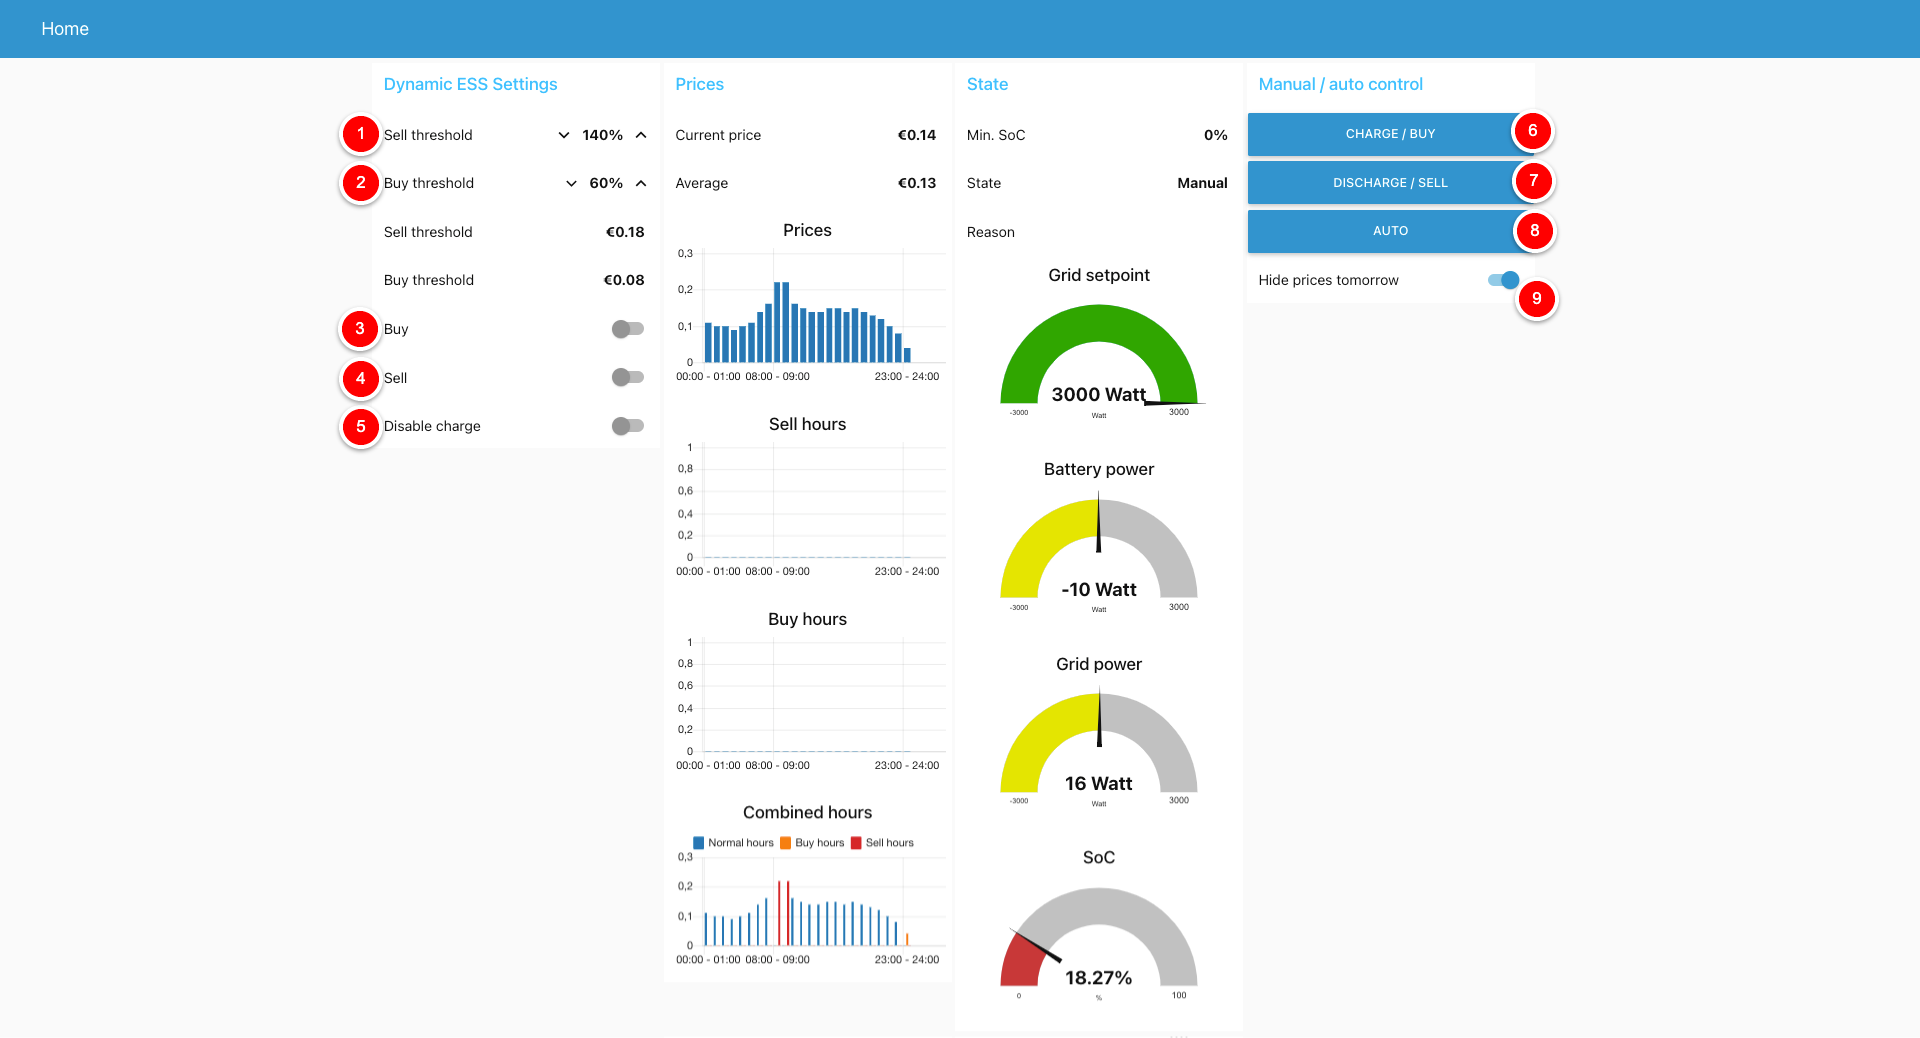 Home
Dynamic ESS Settings
1 Sell threshold 140%
2 Buy threshold 60%
Sell threshold €0.18
Buy threshold €0.08
3 Buy
4 Sell
5 Disable charge
Prices
Current price €0.14
Average €0.13
Prices
0,3
0,2
0,1
0
00:00 - 01:00 08:00 - 09:00 23:00 - 24:00
Sell hours
1
0,8
0,6
0,4
0,2
0
00:00 - 01:00 08:00 - 09:00 23:00 - 24:00
Buy hours
1
0,8
0,6
0,4
0,2
0
00:00 - 01:00 08:00 - 09:00 23:00 - 24:00
Combined hours
Normal hours Buy hours Sell hours
0,3
0,2
0,1
0
00:00 - 01:00 08:00 - 09:00 23:00 - 24:00
State
Min. SoC 0%
State Manual
Reason
Grid setpoint
3000 Watt
-3000 Watt 3000
Battery power
-10 Watt
-3000 Watt 3000
Grid power
16 Watt
-3000 Watt 3000
SoC
18.27%
0 % 100
Manual / auto control
CHARGE / BUY 6
DISCHARGE / SELL 7
AUTO 8
Hide prices tomorrow
9